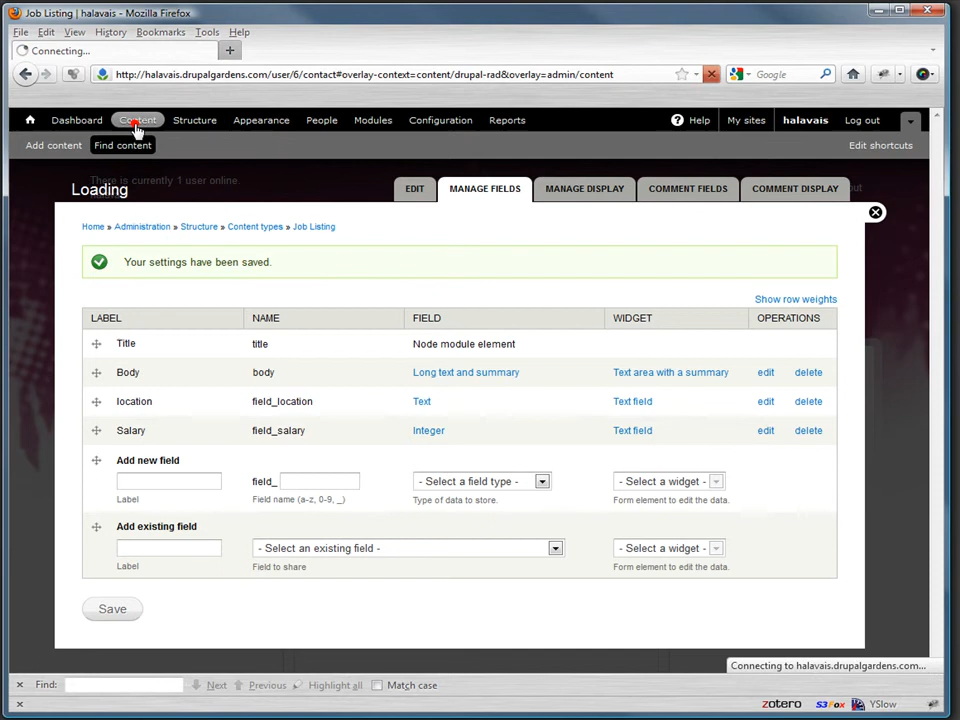 Job Listing | halavais - Mozilla Firefox
File Edit View History Bookmarks Tools Help
Connecting...
http://halavais.drupalgardens.com/user/6/contact#overlay-context=content/drupal-rad&overlay=admin/content
Google
Dashboard Content Structure Appearance People Modules Configuration Reports Help My sites halavais Log out
Add content Find content Edit shortcuts
There is currently 1 user online.
Loading EDIT MANAGE FIELDS MANAGE DISPLAY COMMENT FIELDS COMMENT DISPLAY
Home » Administration » Structure » Content types » Job Listing
Your settings have been saved.
Show row weights
LABEL NAME FIELD WIDGET OPERATIONS
Title title Node module element
Body body Long text and summary Text area with a summary edit delete
location field_location Text Text field edit delete
Salary field_salary Integer Text field edit delete
Add new field
field_ - Select a field type - - Select a widget -
Label Field name (a-z, 0-9, _) Type of data to store. Form element to edit the data.
Add existing field
- Select an existing field - - Select a widget -
Label Field to share Form element to edit the data.
Save
Connecting to halavais.drupalgardens.com...
Find: Next Previous Highlight all Match case
zotero S3Fox YSlow